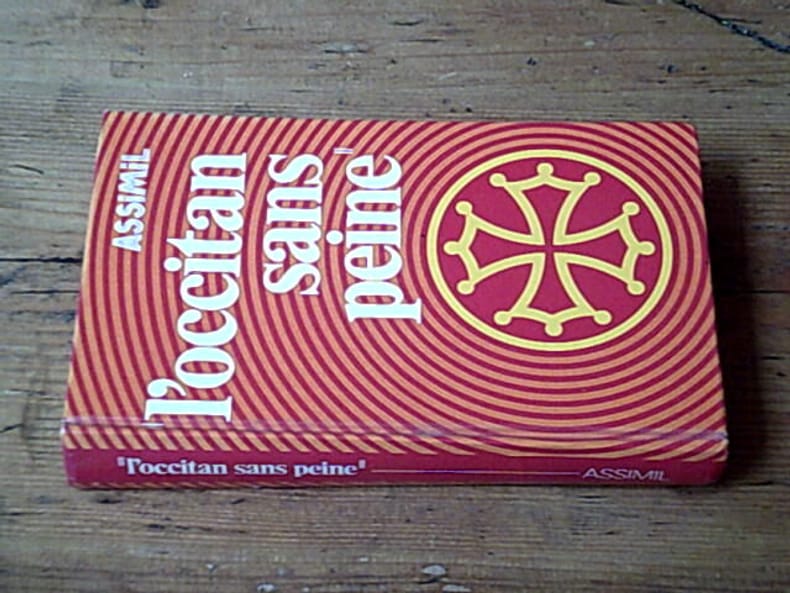 ASSiMiL
"l'occitan
sans
peine"
"l'occitan sans peine" ASSIMIL